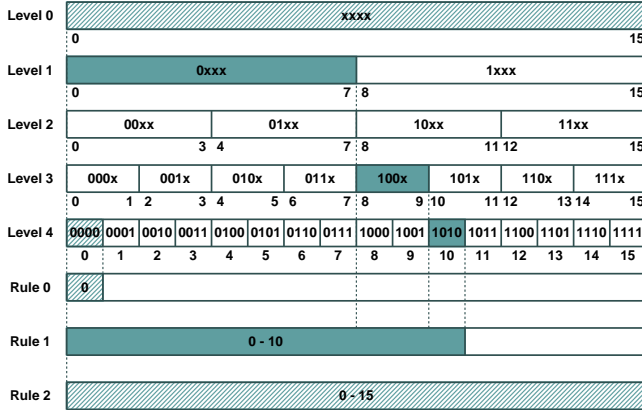 Level 0 xxxx
0 15
Level 1 0xxx 1xxx
0 7 8 15
Level 2 00xx 01xx 10xx 11xx
0 3 4 7 8 11 12 15
Level 3 000x 001x 010x 011x 100x 101x 110x 111x
0 1 2 3 4 5 6 7 8 9 10 11 12 13 14 15
Level 4 0000 0001 0010 0011 0100 0101 0110 0111 1000 1001 1010 1011 1100 1101 1110 1111
0 1 2 3 4 5 6 7 8 9 10 11 12 13 14 15
Rule 0 0
Rule 1 0 - 10
Rule 2 0 - 15